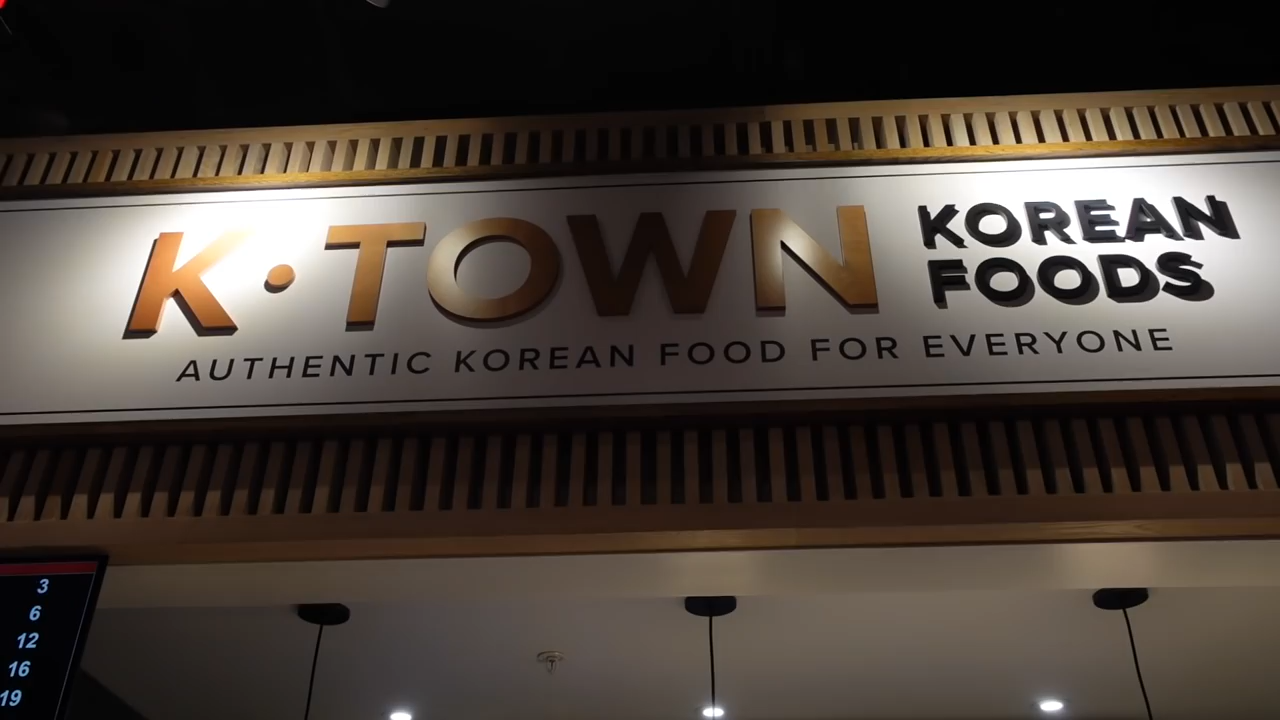 K·TOWN
KOREAN
FOODS
AUTHENTIC KOREAN FOOD FOR EVERYONE
3
6
12
16
19